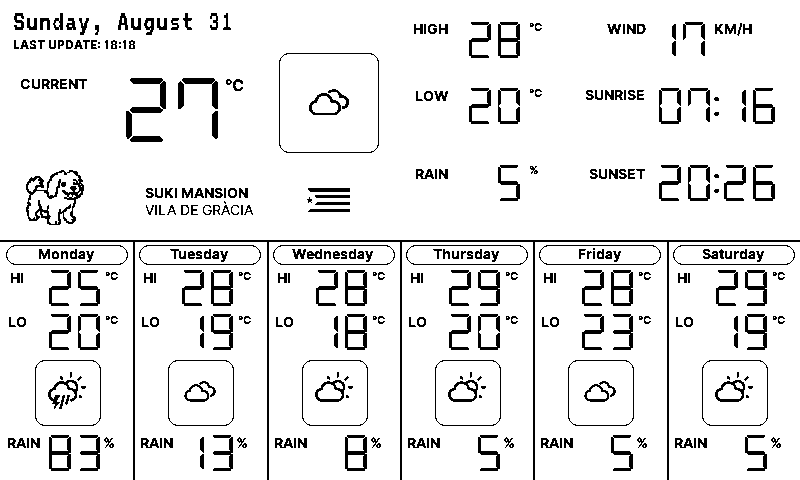 Sunday, August 31
LAST UPDATE: 18:18
CURRENT 27 °C
HIGH 28 °C
WIND 17 KM/H
LOW 20 °C
SUNRISE 07:16
RAIN 5 %
SUNSET 20:26
SUKI MANSION
VILA DE GRÀCIA
Monday
HI 25 °C
LO 20 °C
RAIN 83 %
Tuesday
HI 28 °C
LO 19 °C
RAIN 13 %
Wednesday
HI 28 °C
LO 18 °C
RAIN 8 %
Thursday
HI 29 °C
LO 20 °C
RAIN 5 %
Friday
HI 28 °C
LO 23 °C
RAIN 5 %
Saturday
HI 29 °C
LO 19 °C
RAIN 5 %